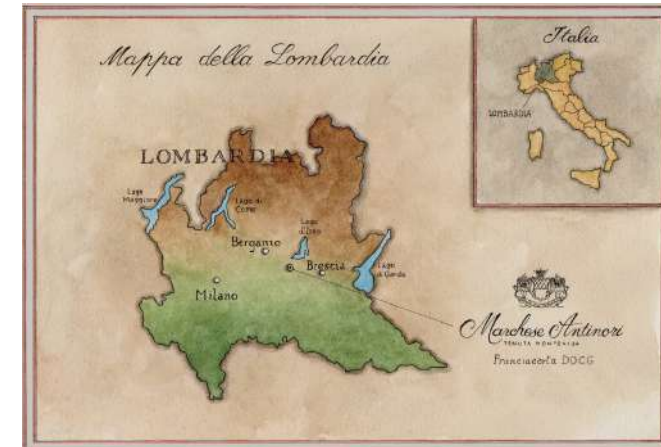 Mappa della Lombardia
Italia
LOMBARDIA
LOMBARDIA
Lago
Maggiore
Lago di
Como
Lago
d'Iseo
Bergamo
Brescia
Lago
di Garda
Milano
Marchese Antinori
TENUTA MONTENISA
Franciacorta DOCG